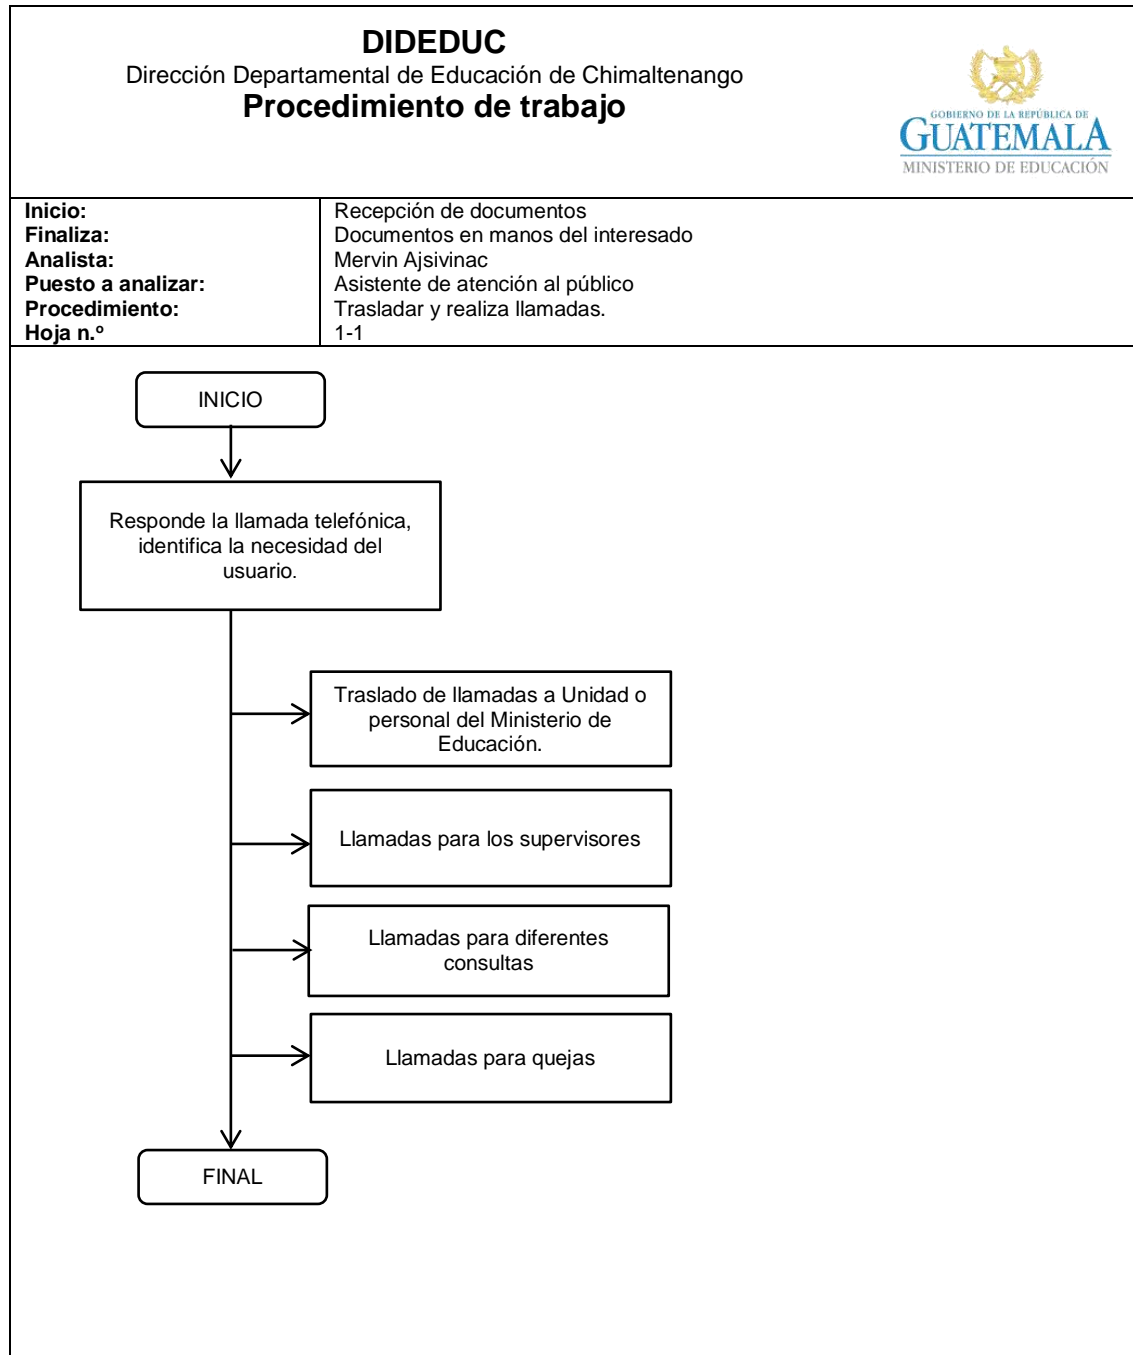 DIDEDUC
Dirección Departamental de Educación de Chimaltenango
Procedimiento de trabajo
GOBIERNO DE LA REPÚBLICA DE
GUATEMALA
MINISTERIO DE EDUCACIÓN
Inicio: Recepción de documentos
Finaliza: Documentos en manos del interesado
Analista: Mervin Ajsivinac
Puesto a analizar: Asistente de atención al público
Procedimiento: Trasladar y realiza llamadas.
Hoja n.º 1-1
INICIO
Responde la llamada telefónica,
identifica la necesidad del
usuario.
Traslado de llamadas a Unidad o
personal del Ministerio de
Educación.
Llamadas para los supervisores
Llamadas para diferentes
consultas
Llamadas para quejas
FINAL